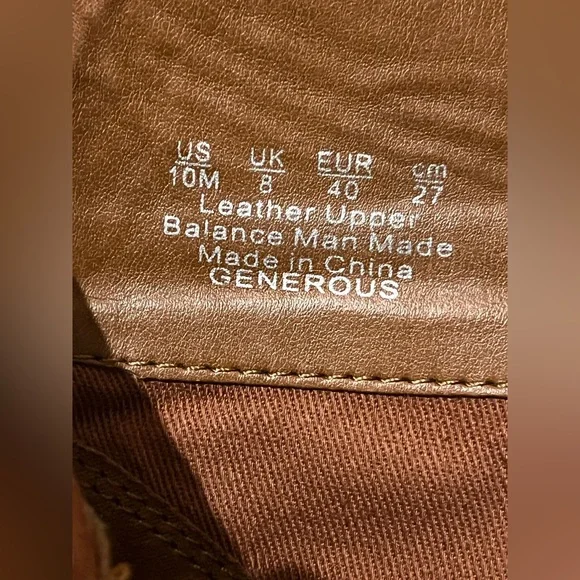 US UK EUR cm
10M 8 40 27
Leather Upper
Balance Man Made
Made in China
GENEROUS